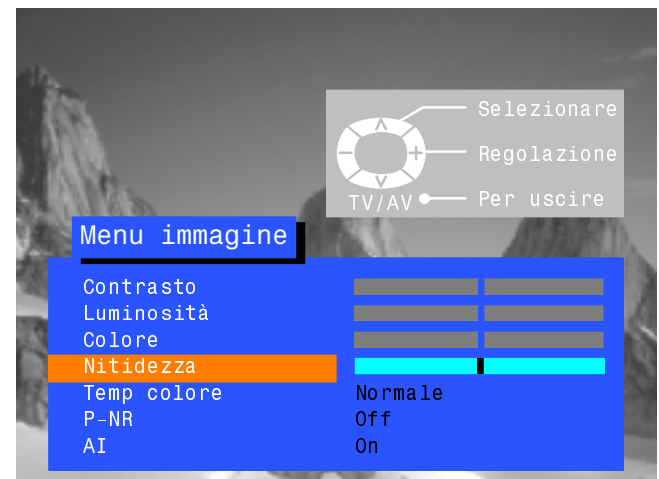 Selezionare
Regolazione
TV/AV Per uscire
Menu immagine
Contrasto
Luminosità
Colore
Nitidezza
Temp colore Normale
P-NR Off
AI On